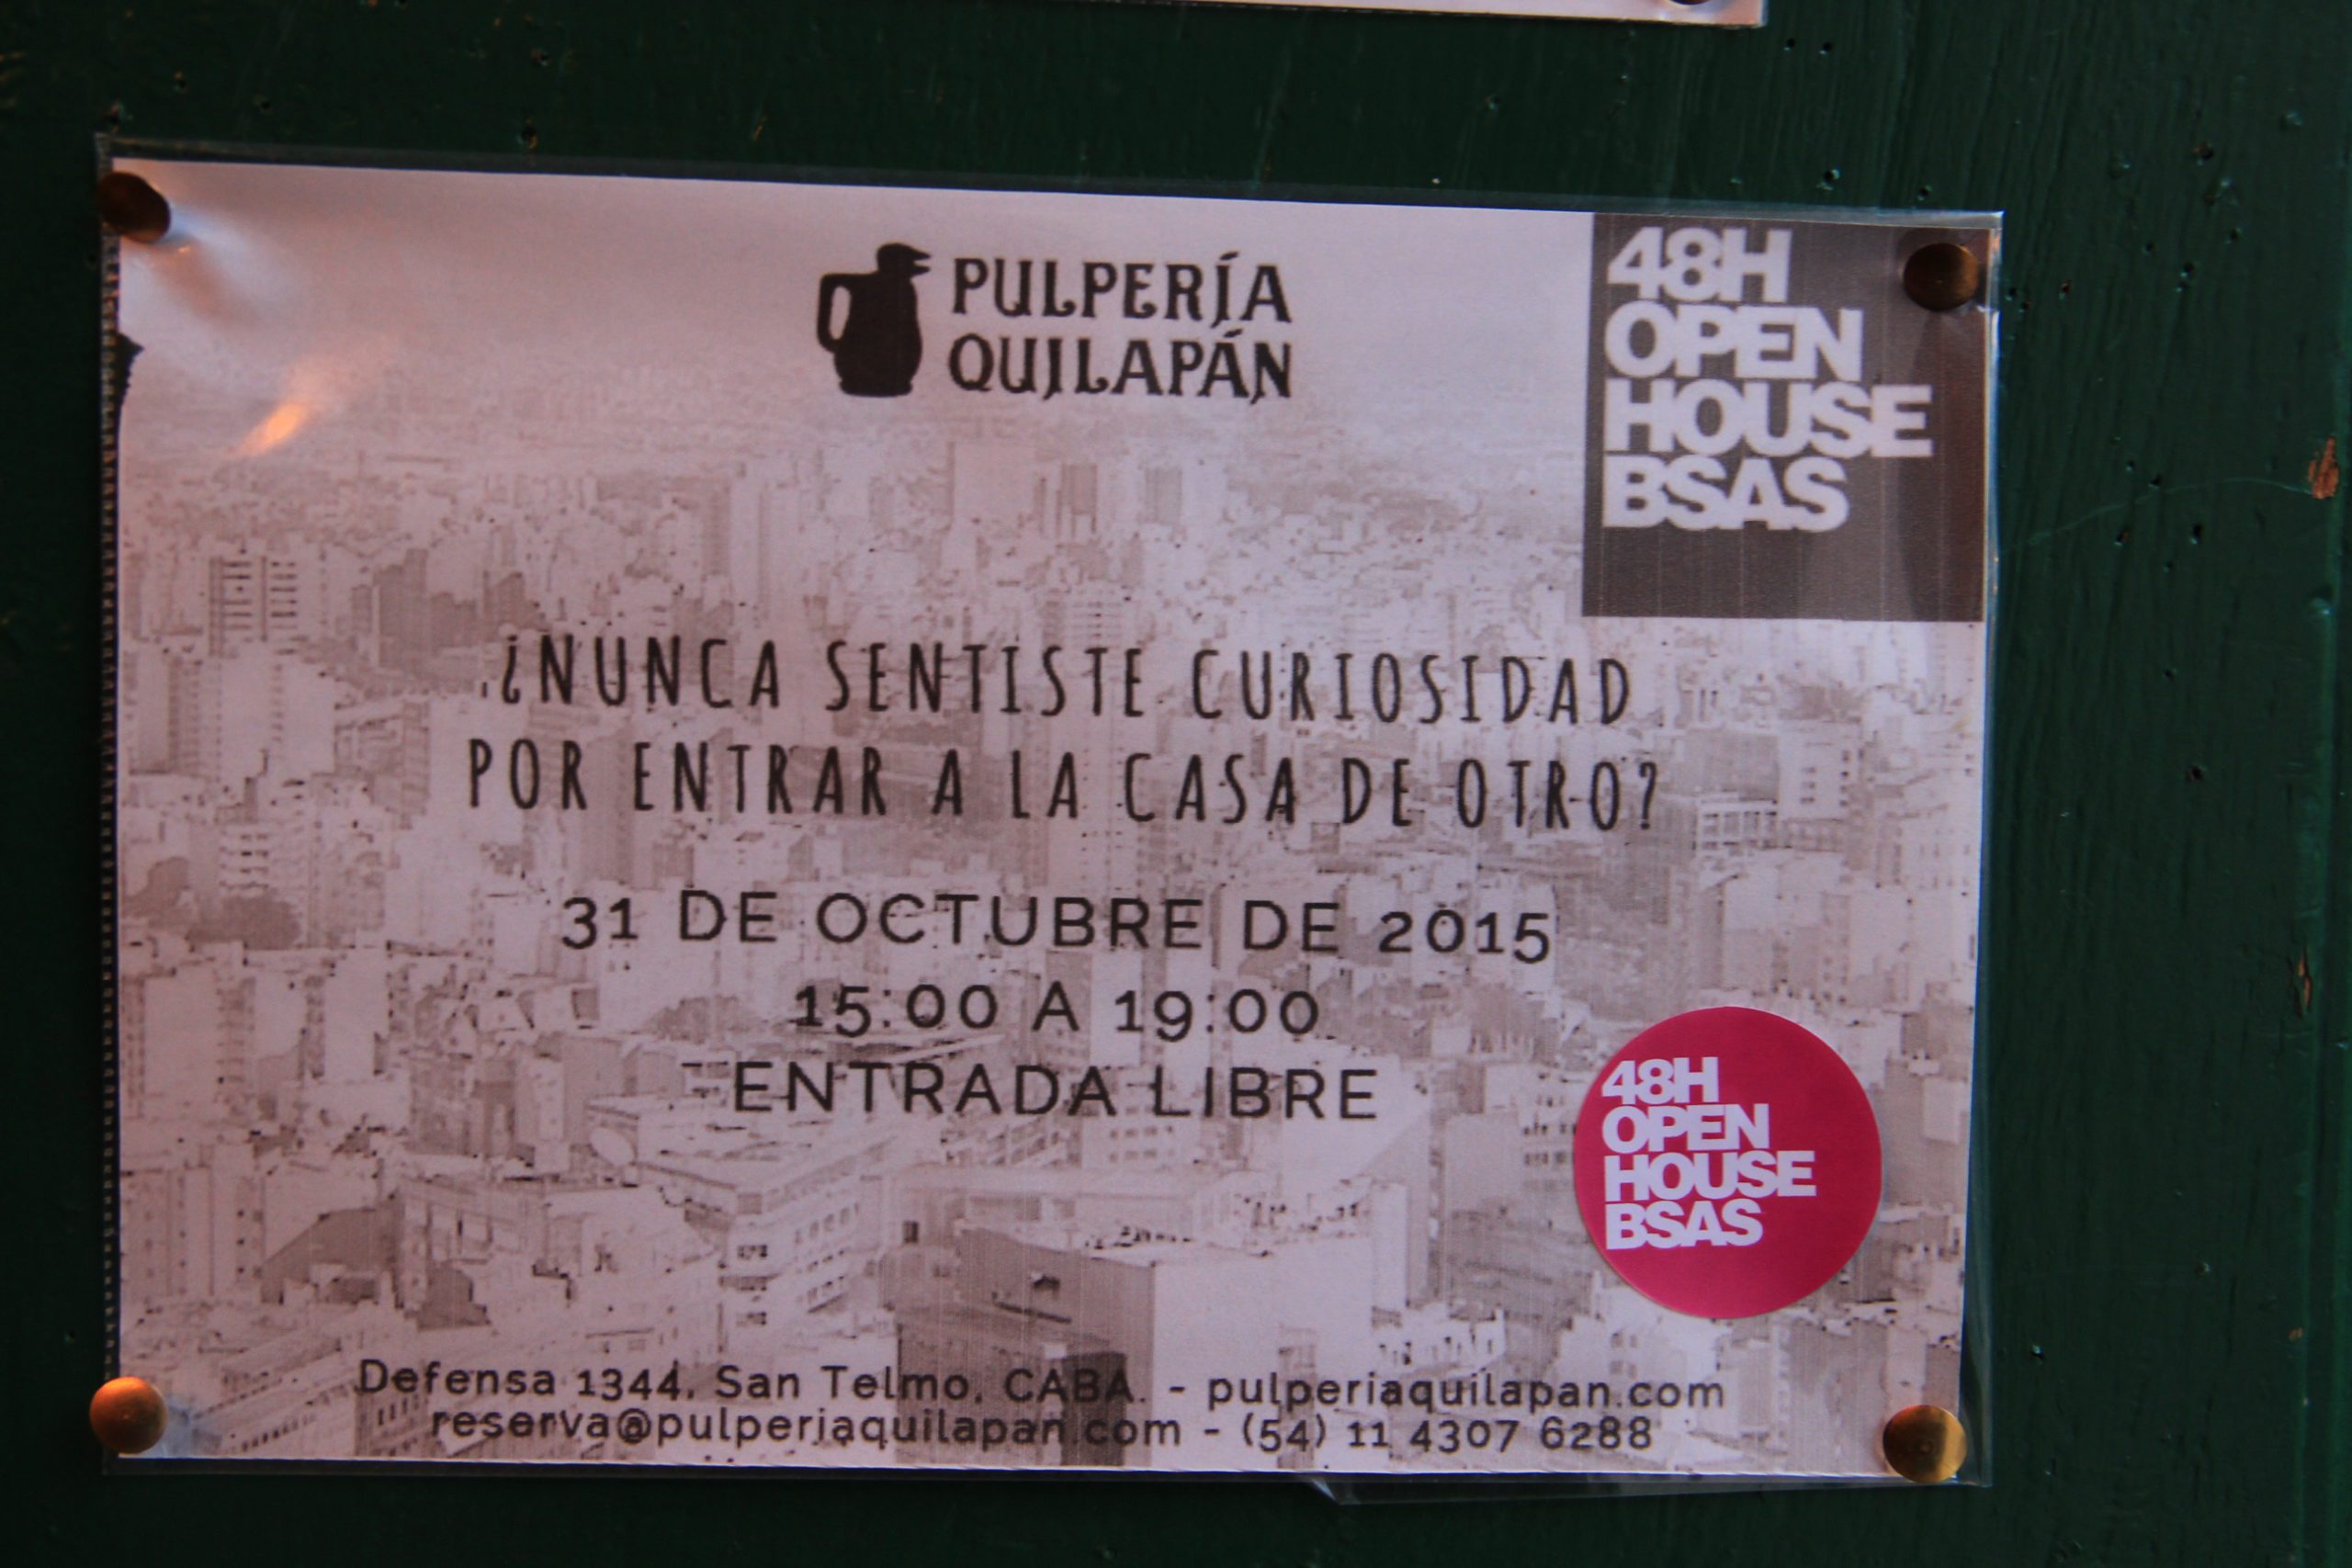 PULPERÍA
QUILAPÁN
48H
OPEN
HOUSE
BSAS
¿NUNCA SENTISTE CURIOSIDAD
POR ENTRAR A LA CASA DE OTRO?
31 DE OCTUBRE DE 2015
15:00 A 19:00
ENTRADA LIBRE
48H
OPEN
HOUSE
BSAS
Defensa 1344. San Telmo. CABA. - pulperiaquilapan.com
reserva@pulperiaquilapan.com - (54) 11 4307 6288